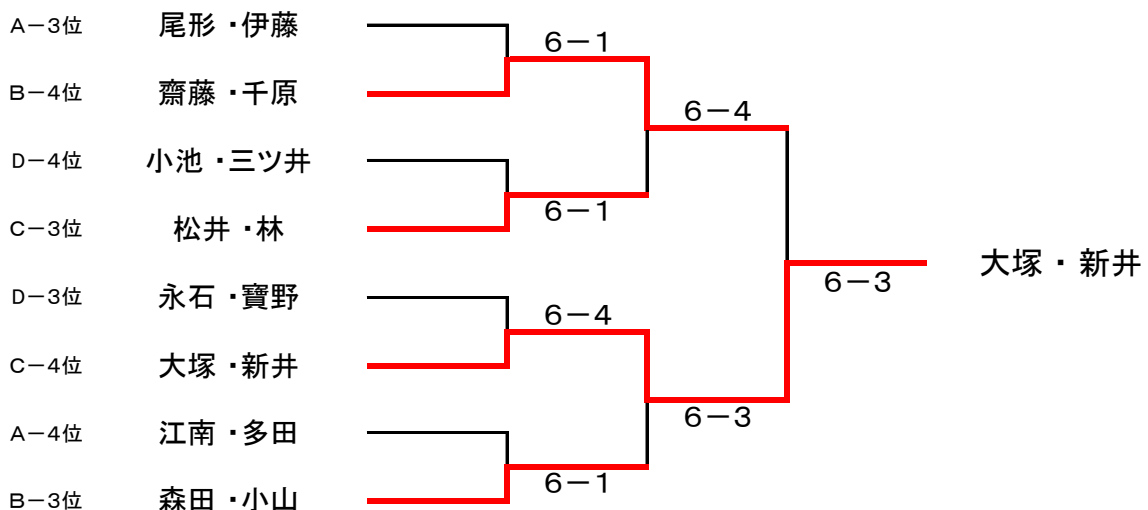 A－3位 尾形 ・伊藤
6－1
B－4位 齋藤 ・千原
6－4
D－4位 小池 ・三ツ井
6－1
C－3位 松井 ・林
大塚 ・ 新井
6－3
D－3位 永石 ・寶野
6－4
C－4位 大塚 ・新井
6－3
A－4位 江南 ・多田
6－1
B－3位 森田 ・小山